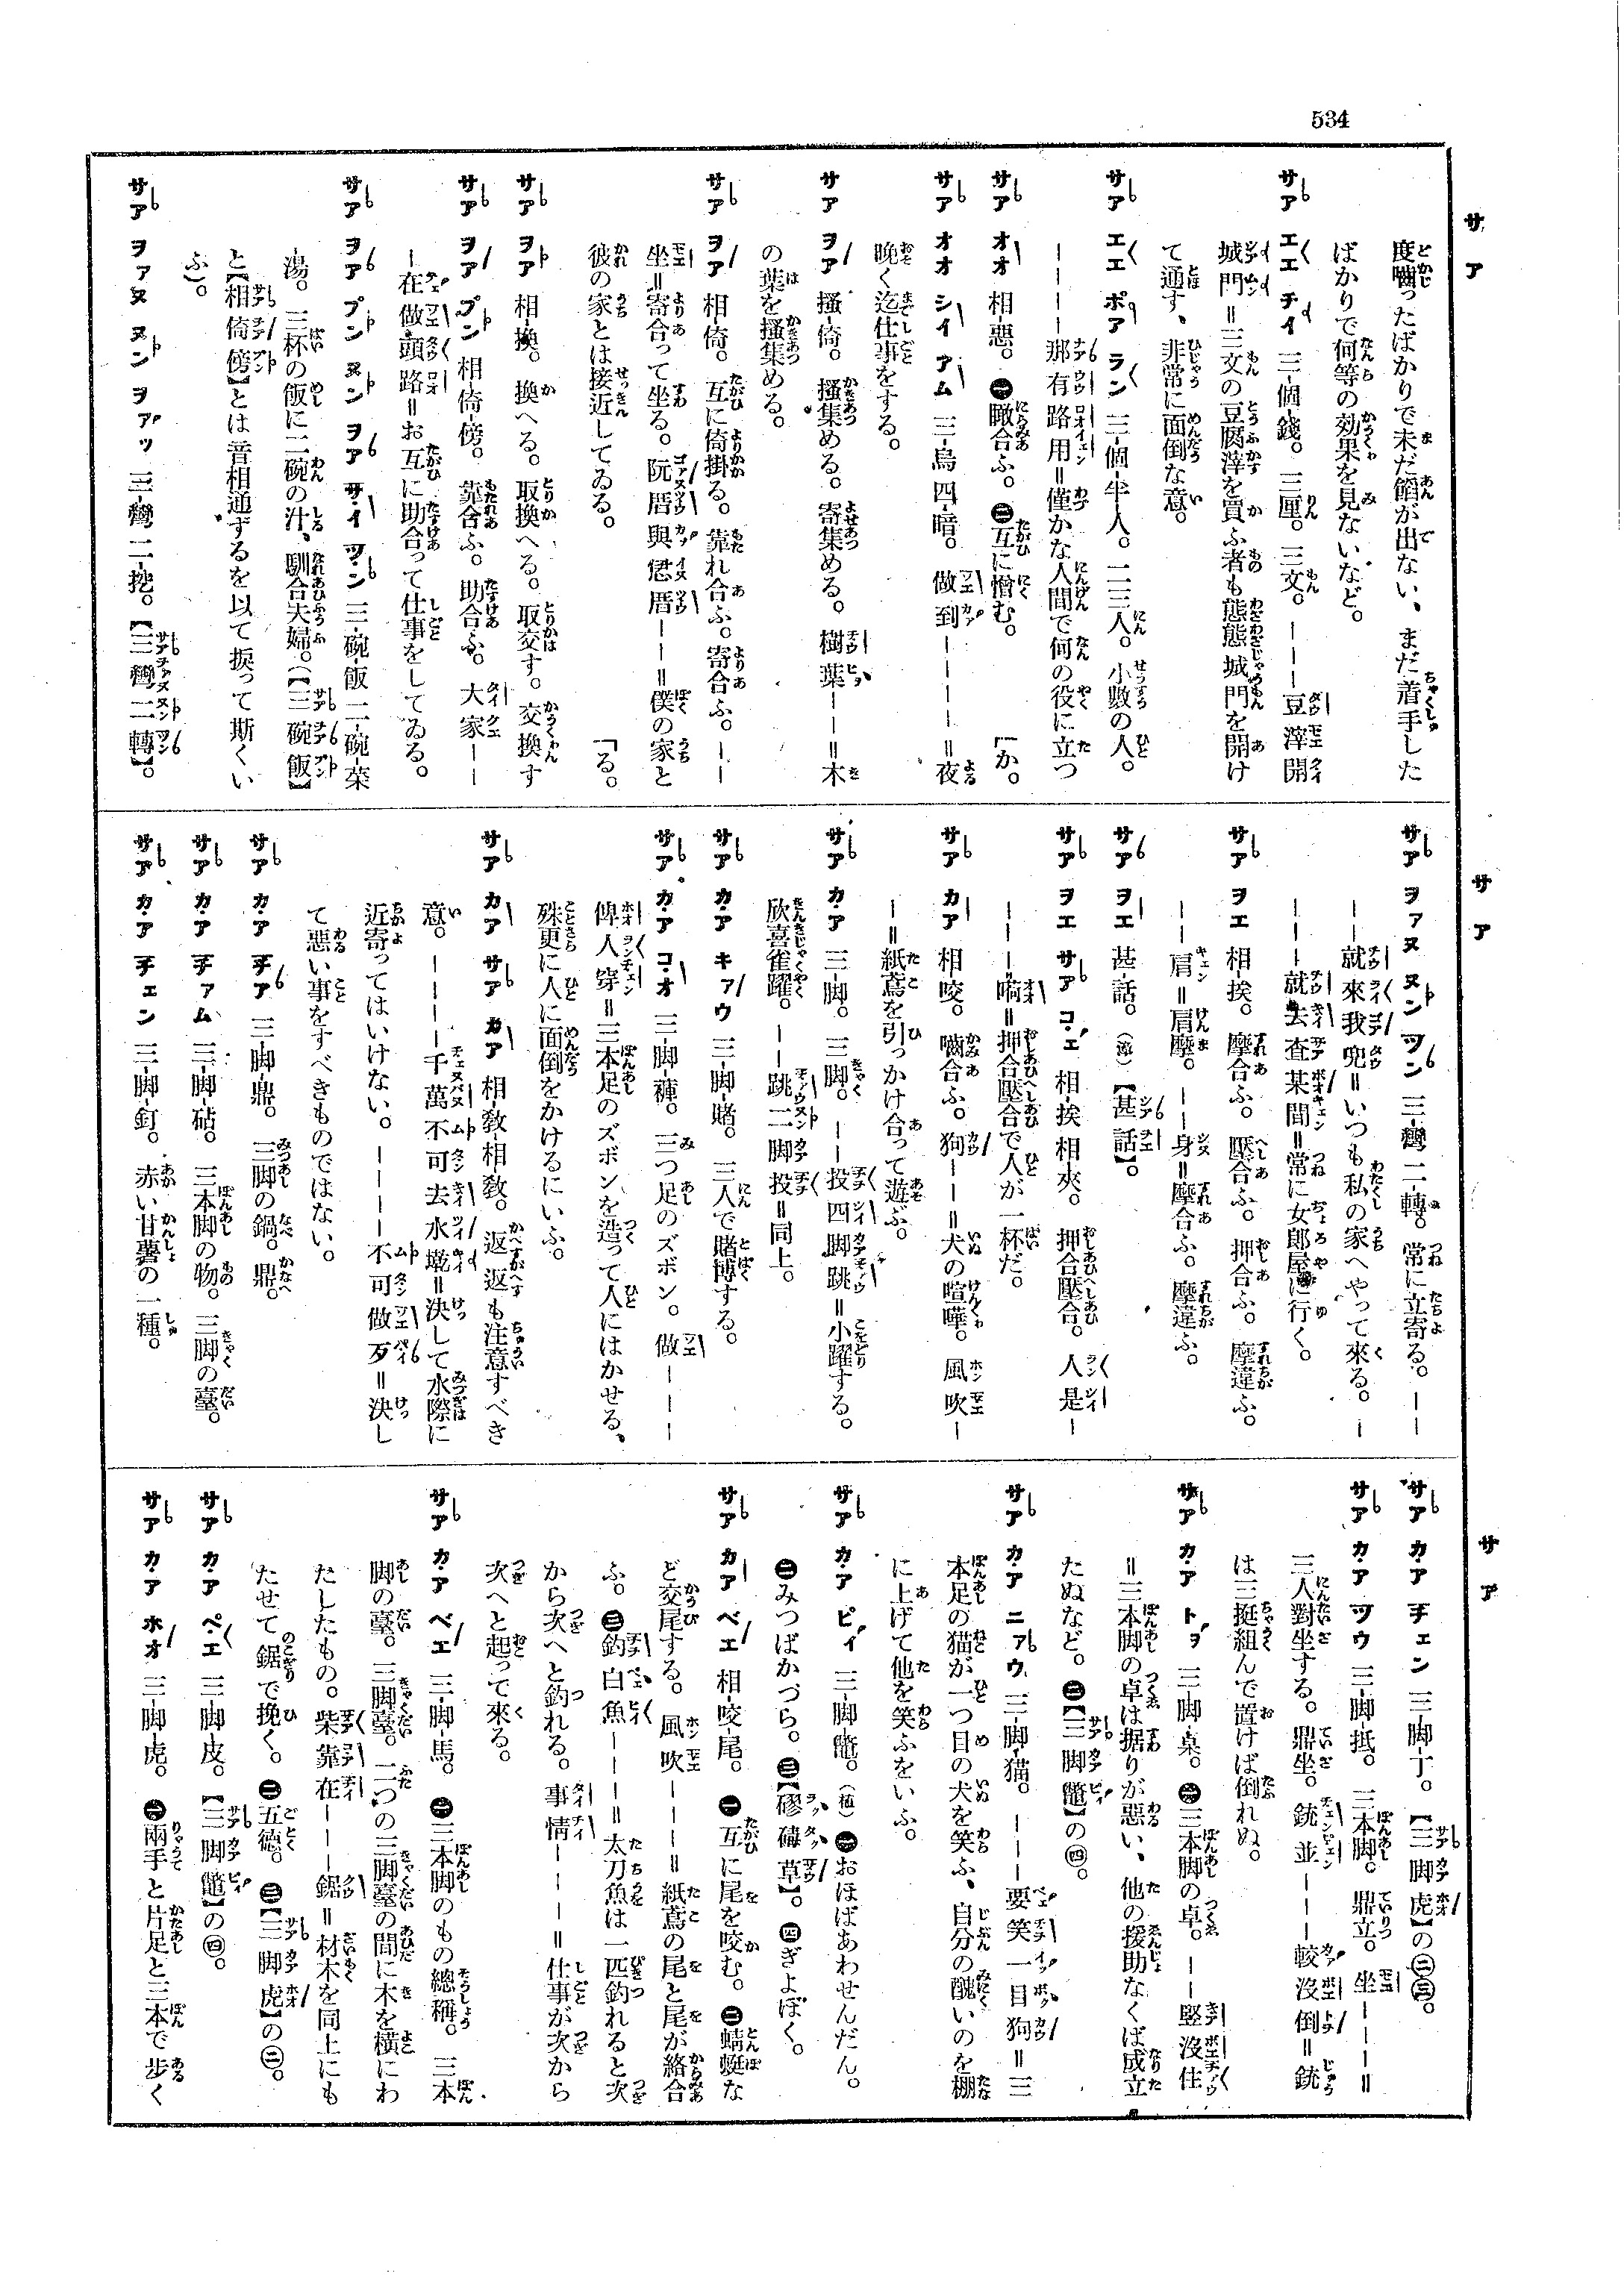 534
サ ア
度嚙ったばかりで未だ餡が出ない、まだ着手した
ばかりで何等の効果を見ないなど。
サア エエ チイ 三-個-錢。三厘。三文。———豆滓開
城門＝三文の豆腐滓を買ふ者も態態城門を開け
て通す、非常に面倒な意。
サア エエ ポア ラン 三-個-半-人。二三人。小數の人。
————那有路用＝僅かな人間で何の役に立つ
「か。
サア オオ 相-惡。㊀瞰合ふ。㊁互に憎む。
サア オオ シイ アム 三-烏-四-暗。做到————＝夜
晩く迄仕事をする。
サア ヲア 搔-倚。搔集める。寄集める。樹葉——＝木
の葉を搔集める。
サア ヲア 相-倚。互に倚掛る。靠れ合ふ。寄合ふ。——
坐＝寄合って坐る。阮厝與恁厝——＝僕の家と
彼の家とは接近してゐる。
「る。
サア ヲア 相-換。換へる。取換へる。取交す。交換す
サア ヲア プン 相-倚-傍。靠合ふ。助合ふ。大家——
—在做頭路＝お互に助合って仕事をしてゐる。
サア ヲア プン ヌン ヲア サイ ツン 三-碗-飯-二-碗-菜
-湯。三杯の飯に二碗の汁、馴合夫婦。（【三碗飯】
と【相倚傍】とは音相通ずるを以て捩って斯くい
ふ）。
サア ヲアヌ ヌン ヲアッ 三-彎-二-挖。【三彎二轉】。
サ ア
サア ヲアヌ ヌン ツン 三-彎-二-轉。常に立寄る。——
——就來我兜＝いつも私の家へやって來る。—
———就去査某間＝常に女郎屋に行く。
サア ヲエ 相-挨。摩合ふ。壓合ふ。押合ふ。摩違ふ。
——肩＝肩摩。——身＝摩合ふ。摩違ふ。
サア ヲエ 甚-話。（漳）【甚話】。
サア ヲエ サア コエ 相-挨-相-夾。押合壓合。人是—
———嗬＝押合壓合で人が一杯だ。
サア カア 相-咬。嚙合ふ。狗——＝犬の喧嘩。風吹—
—＝紙鳶を引っかけ合って遊ぶ。
サア カア 三-脚。三脚。——投四脚跳＝小躍する。
欣喜雀躍。——跳二脚投＝同上。
サア カア キアウ 三-脚-賭。三人で賭博する。
サア カア コオ 三-脚-褲。三つ足のズボン。做———
俾人穿＝三本足のズボンを造って人にはかせる、
殊更に人に面倒をかけるにいふ。
サア カア サア カア 相-敎-相-敎。返返も注意すべき
意。————千萬不可去水墘＝決して水際に
近寄ってはいけない。————不可做歹＝決し
て惡い事をすべきものではない。
サア カア チア 三-脚-鼎。三脚の鍋。鼎。
サア カア チアム 三-脚-砧。三本脚の物。三脚の臺。
サア カア チェン 三-脚-釘。赤い甘薯の一種。
サ ア
サア カア チェン 三-脚-丁。【三脚虎】の㊁㊂。
サア カア ツウ 三-脚-抵。三本脚。鼎立。坐———＝
三人對坐する。鼎坐。銃並———較沒倒＝銃
は三挺組んで置けば倒れぬ。
サア カア トヲ 三-脚-桌。㊀三本脚の卓。——竪沒住
＝三本脚の卓は据りが惡い、他の援助なくば成立
たぬなど。㊁【三脚鼈】の㊃。
サア カア ニアウ 三-脚-猫。———要笑一目狗＝三
本足の猫が一つ目の犬を笑ふ、自分の醜いのを棚
に上げて他を笑ふをいふ。
サア カア ピイ 三-脚-鼈。（植）㊀おほばあわせんだん。
㊁みつばかづら。㊂【磟碡草】。㊃ぎよぼく。
サア カア ベエ 相-咬-尾。㊀互に尾を咬む。㊁蜻蜓な
ど交尾する。風吹———＝紙鳶の尾と尾が絡合
ふ。㊂釣白魚———＝太刀魚は一匹釣れると次
から次へと釣れる。事情———＝仕事が次から
次へと起って來る。
サア カア ベエ 三-脚-馬。㊀三本脚のもの總稱。三本
脚の臺。三脚臺。二つの三脚臺の間に木を橫にわ
たしたもの。柴靠在———鋸＝材木を同上にも
たせて鋸で挽く。㊁五德。㊂【三脚虎】の㊁。
サア カア ペエ 三-脚-皮。【三脚鼈】の㊃。
サア カア ホオ 三-脚-虎。㊀兩手と片足と三本で步く